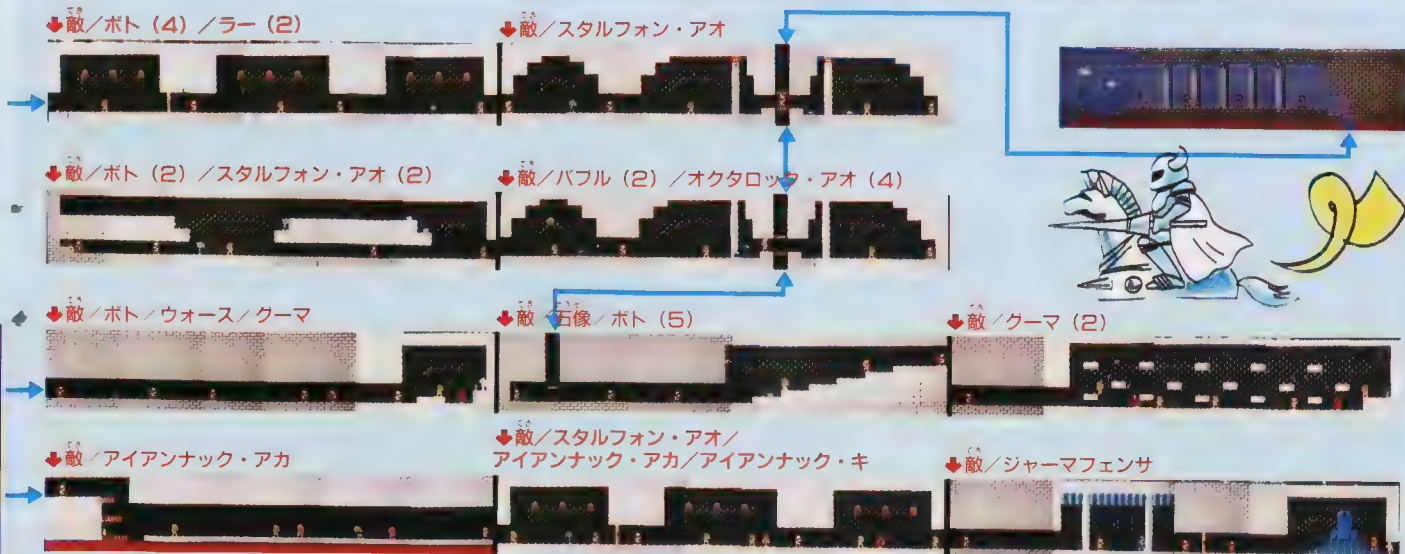 ↓敵/ボト (4) /ラー (2)
↓敵/スタルフォン・アオ
↓敵/ボト (2) /スタルフォン・アオ (2)
↓敵/バブル (2) /オクタロック・アオ (4)
↓敵/ボト/ウォース/グーマ
↓敵/石像/ボト (5)
↓敵/グーマ (2)
↓敵/アイアンナック・アカ
↓敵/スタルフォン・アオ/
アイアンナック・アカ/アイアンナック・キ
↓敵/ジャーマフェンサ